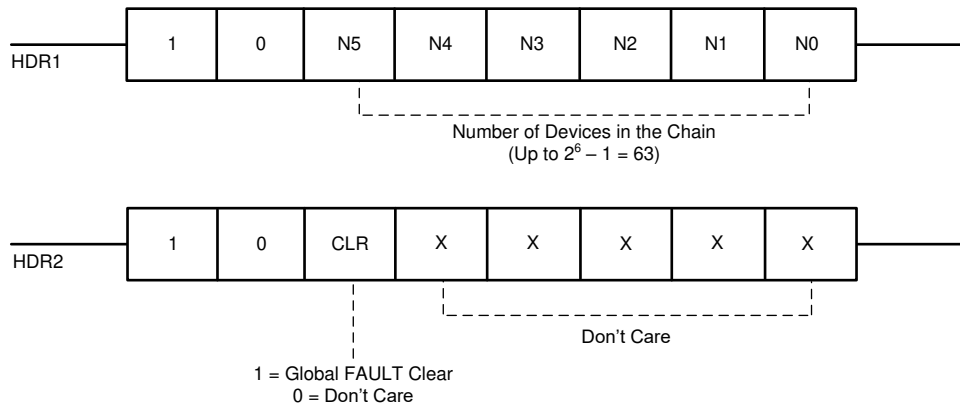 1 0 N5 N4 N3 N2 N1 N0
HDR1
Number of Devices in the Chain
(Up to 2⁶ – 1 = 63)
1 0 CLR X X X X X
HDR2
Don't Care
1 = Global FAULT Clear
0 = Don't Care